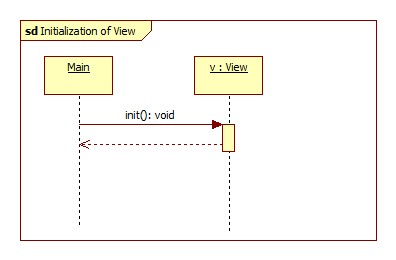 sd Initialization of View
Main
v : View
init(): void